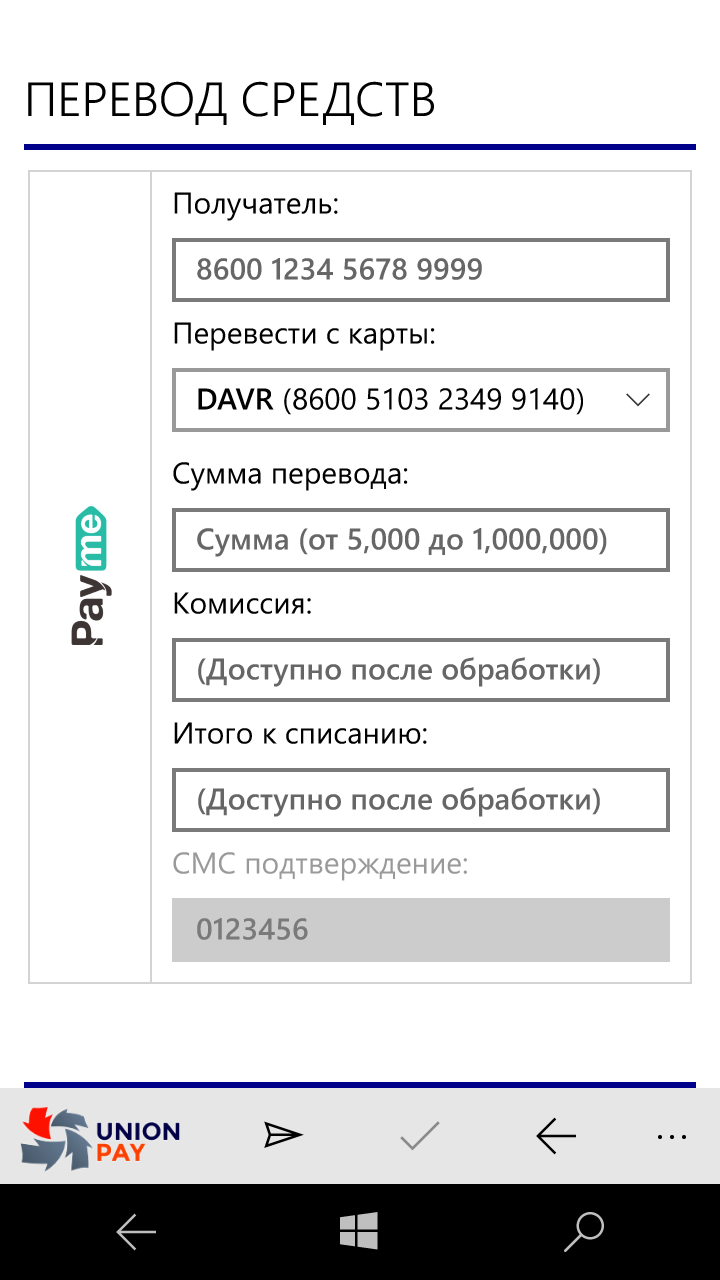 ПЕРЕВОД СРЕДСТВ
Получатель:
8600 1234 5678 9999
Перевести с карты:
DAVR (8600 5103 2349 9140)
Сумма перевода:
Сумма (от 5,000 до 1,000,000)
Комиссия:
(Доступно после обработки)
Итого к списанию:
(Доступно после обработки)
СМС подтверждение:
0123456
Payme
UNION
PAY